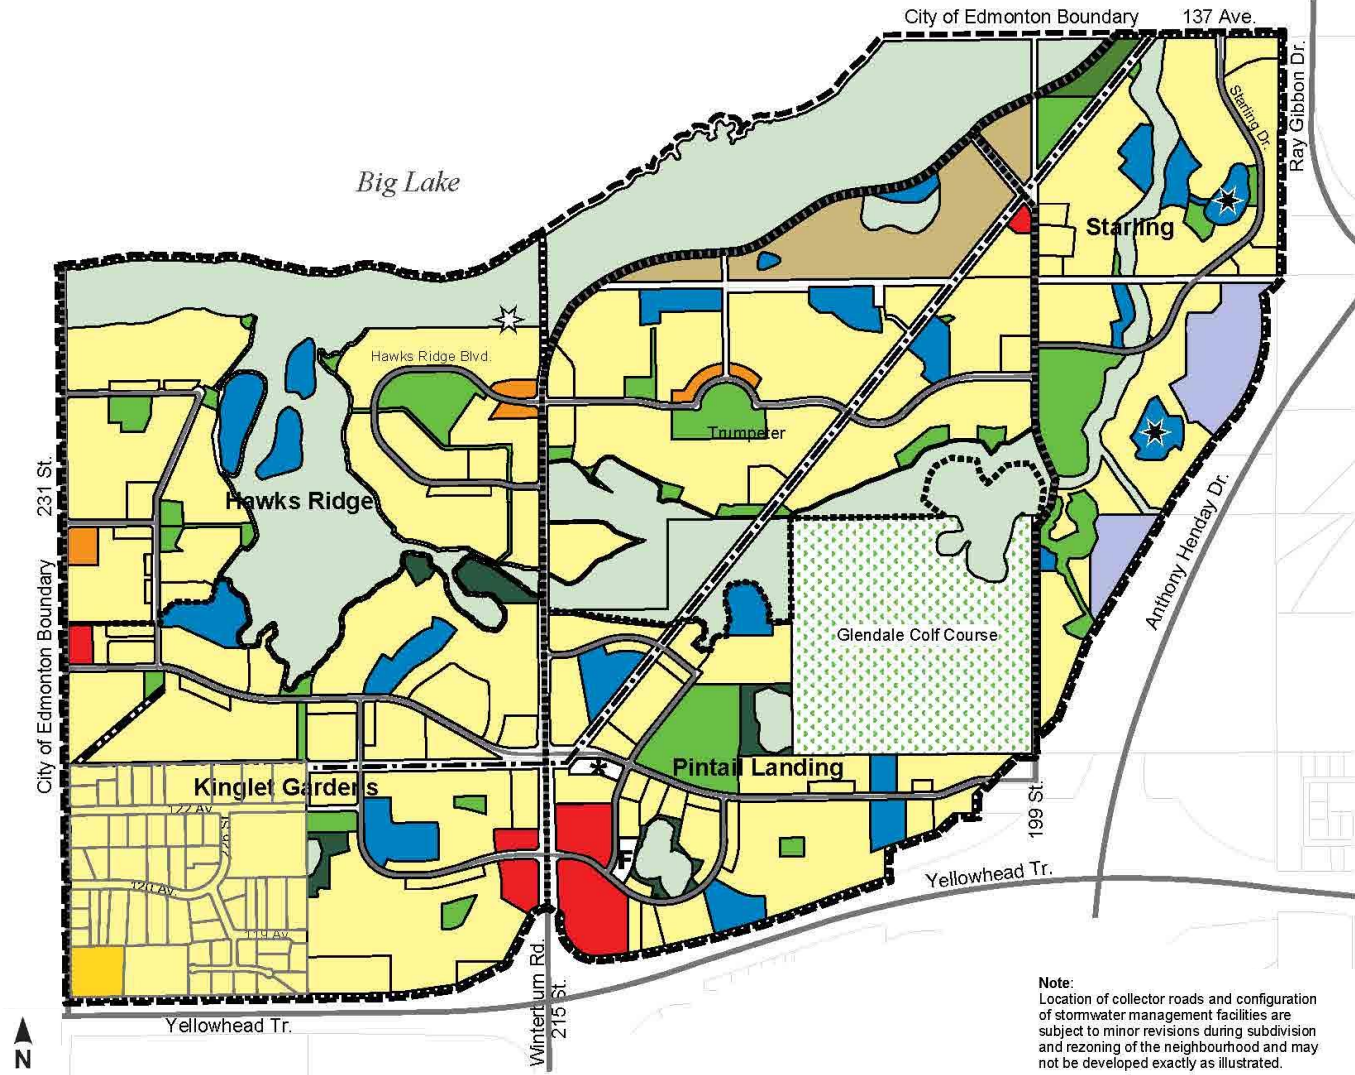 City of Edmonton Boundary
137 Ave.
Ray Gibbon Dr.
Starling Dr.
Big Lake
Starling
Hawks Ridge Blvd.
Trumpeter
231 St.
Hawks Ridge
Anthony Henday Dr.
City of Edmonton Boundary
Glendale Colf Course
Kinglet Gardens
Pintail Landing
*
122 Av
226 St
199 St.
F
120 Av.
Yellowhead Tr.
119 Av
Winterburn Rd.
215 St.
Yellowhead Tr.
N
Note:
Location of collector roads and configuration
of stormwater management facilities are
subject to minor revisions during subdivision
and rezoning of the neighbourhood and may
not be developed exactly as illustrated.